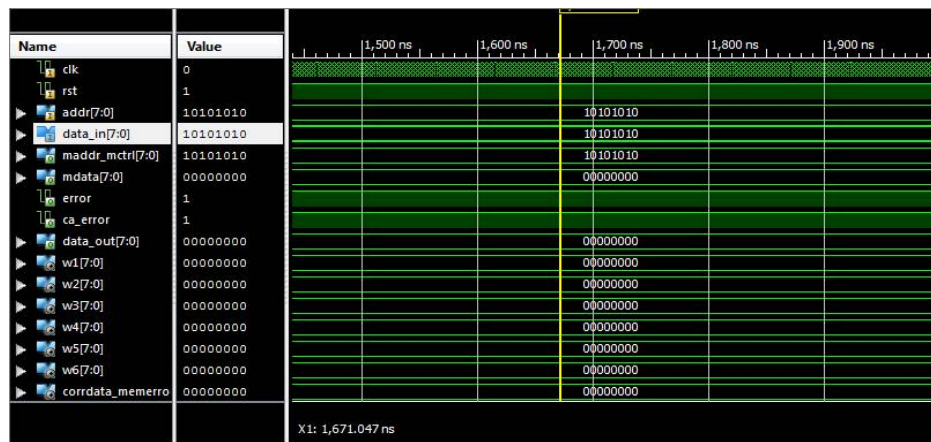 Name Value 1,500 ns 1,600 ns 1,700 ns 1,800 ns 1,900 ns
clk 0
rst 1
addr[7:0] 10101010 10101010
data_in[7:0] 10101010 10101010
maddr_mctrl[7:0] 10101010 10101010
mdata[7:0] 00000000 00000000
error 1
ca_error 1
data_out[7:0] 00000000 00000000
w1[7:0] 00000000 00000000
w2[7:0] 00000000 00000000
w3[7:0] 00000000 00000000
w4[7:0] 00000000 00000000
w5[7:0] 00000000 00000000
w6[7:0] 00000000 00000000
corrdata_memerro 00000000 00000000
X1: 1,671.047 ns